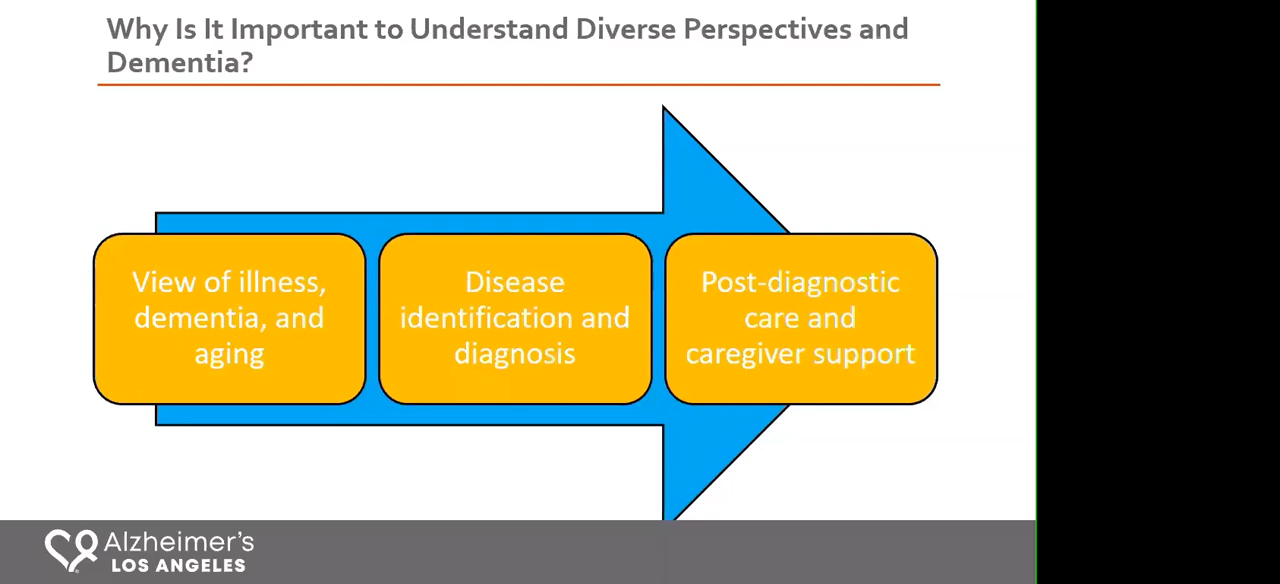 Why Is It Important to Understand Diverse Perspectives and
Dementia?
View of illness,
dementia, and
aging
Disease
identification and
diagnosis
Post-diagnostic
care and
caregiver support
Alzheimer's
LOS ANGELES